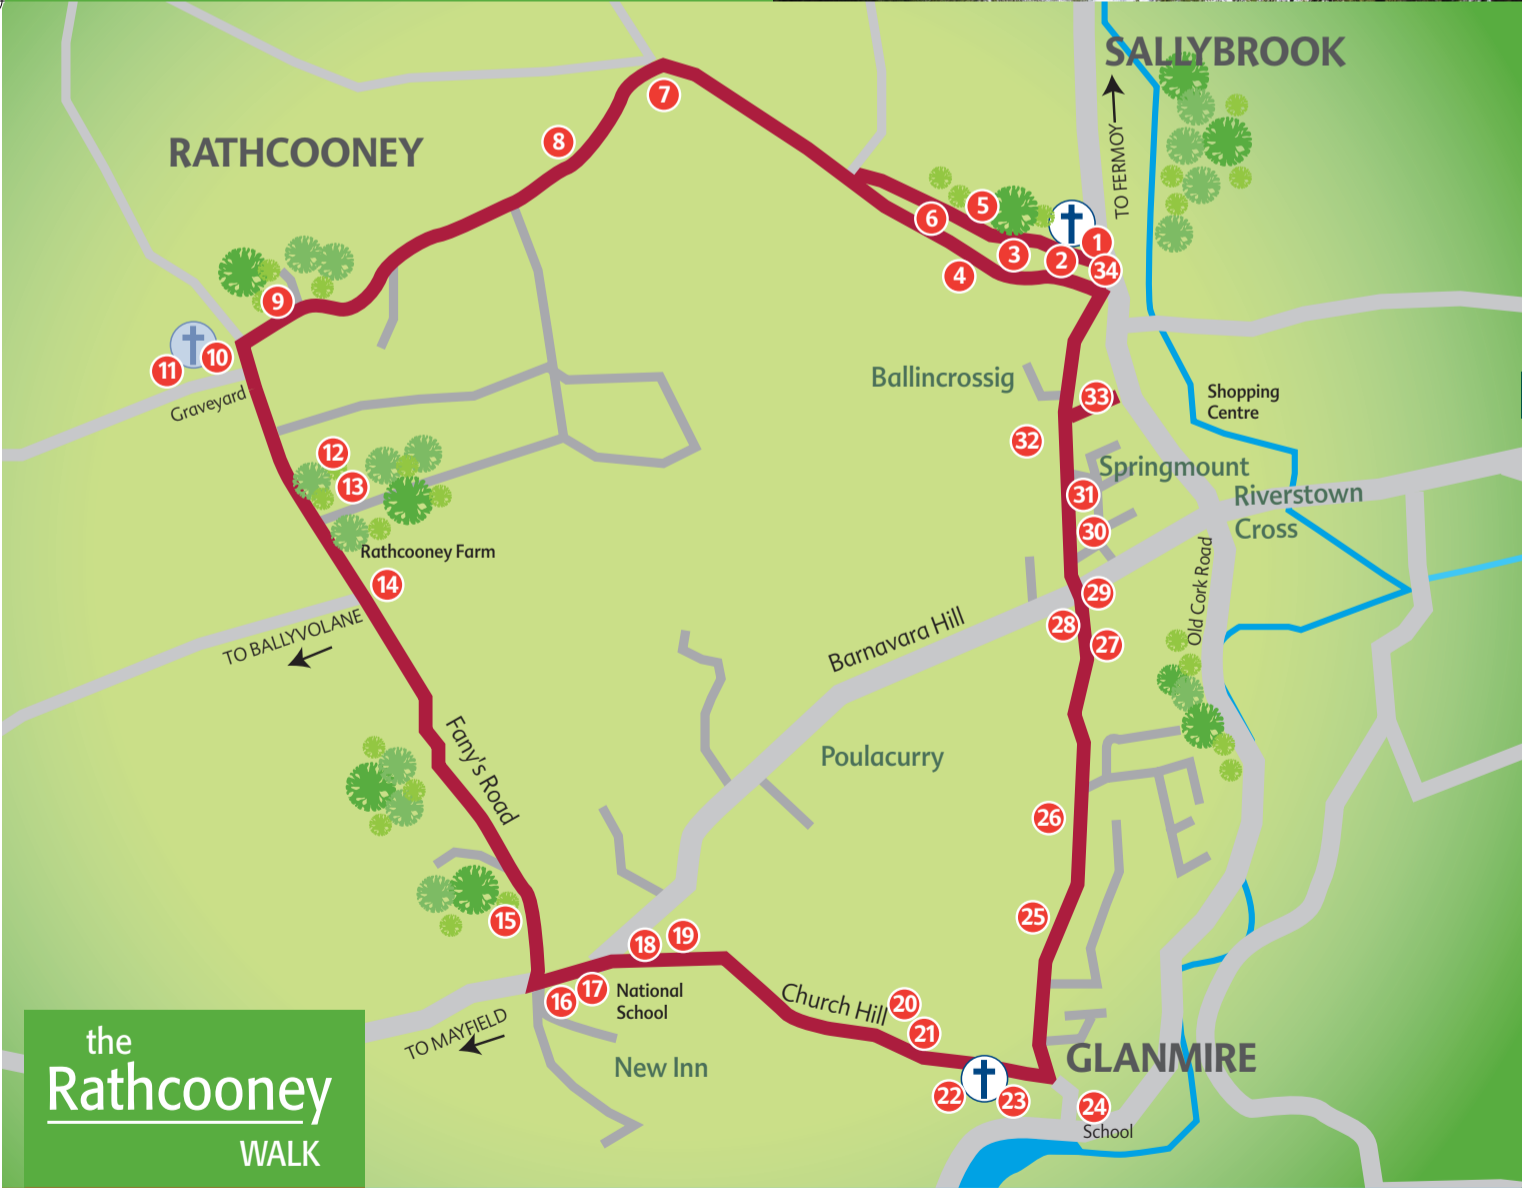 SALLYBROOK
TO FERMOY
RATHCOONEY
7
8
5
6
1
3
2
34
4
9
10
11
Graveyard
Ballincrossig
33
Shopping
Centre
32
12
13
Springmount
31
Riverstown
Cross
30
Rathcooney Farm
14
29
Old Cork Road
TO BALLYVOLANE
Barnavara Hill
28
27
Fany's Road
Poulacurry
26
15
25
18
19
16
17
National
School
Church Hill
20
21
TO MAYFIELD
New Inn
GLANMIRE
22
23
24
School
the
Rathcooney
WALK